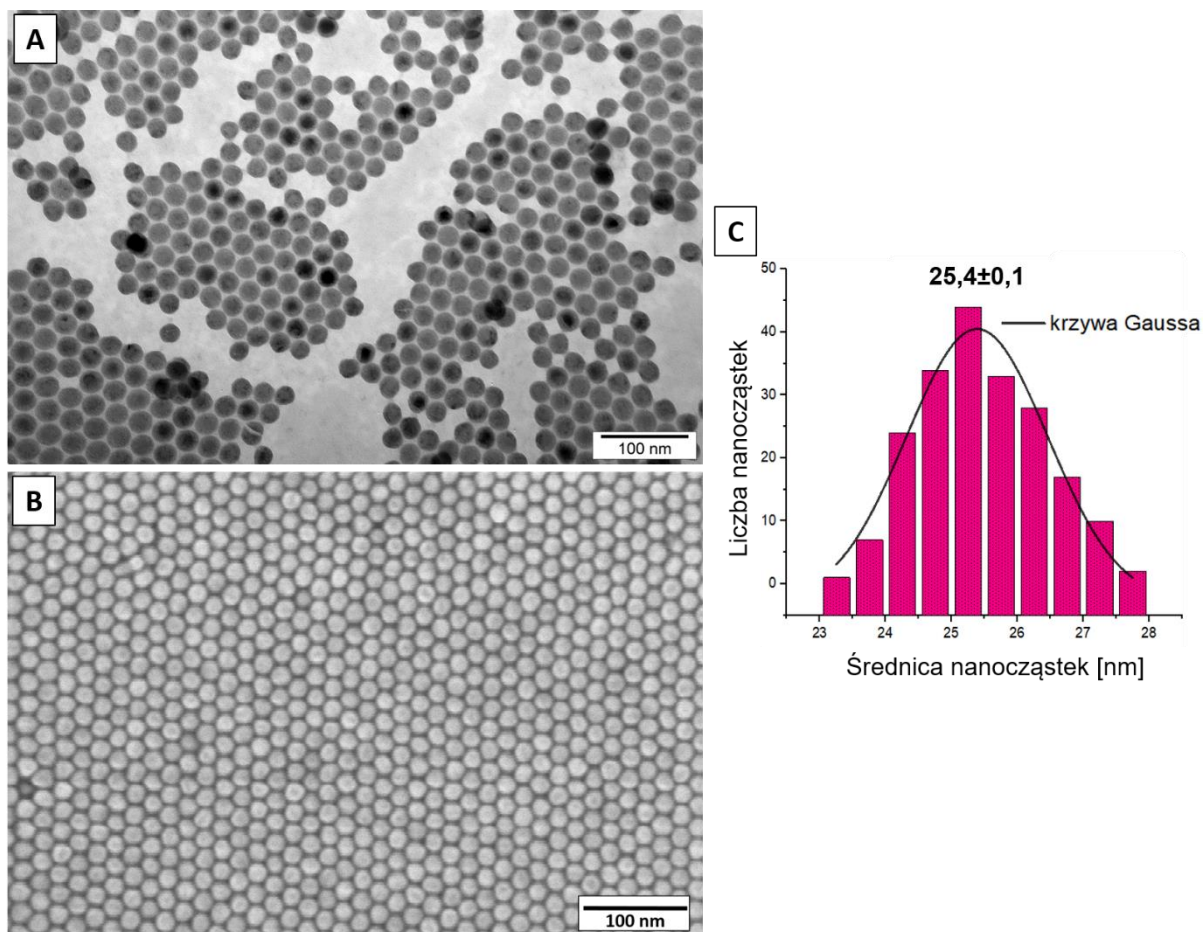 A
100 nm
B
100 nm
C
25,4±0,1
krzywa Gaussa
Liczba nanocząstek
50
40
30
20
10
0
23 24 25 26 27 28
Średnica nanocząstek [nm]